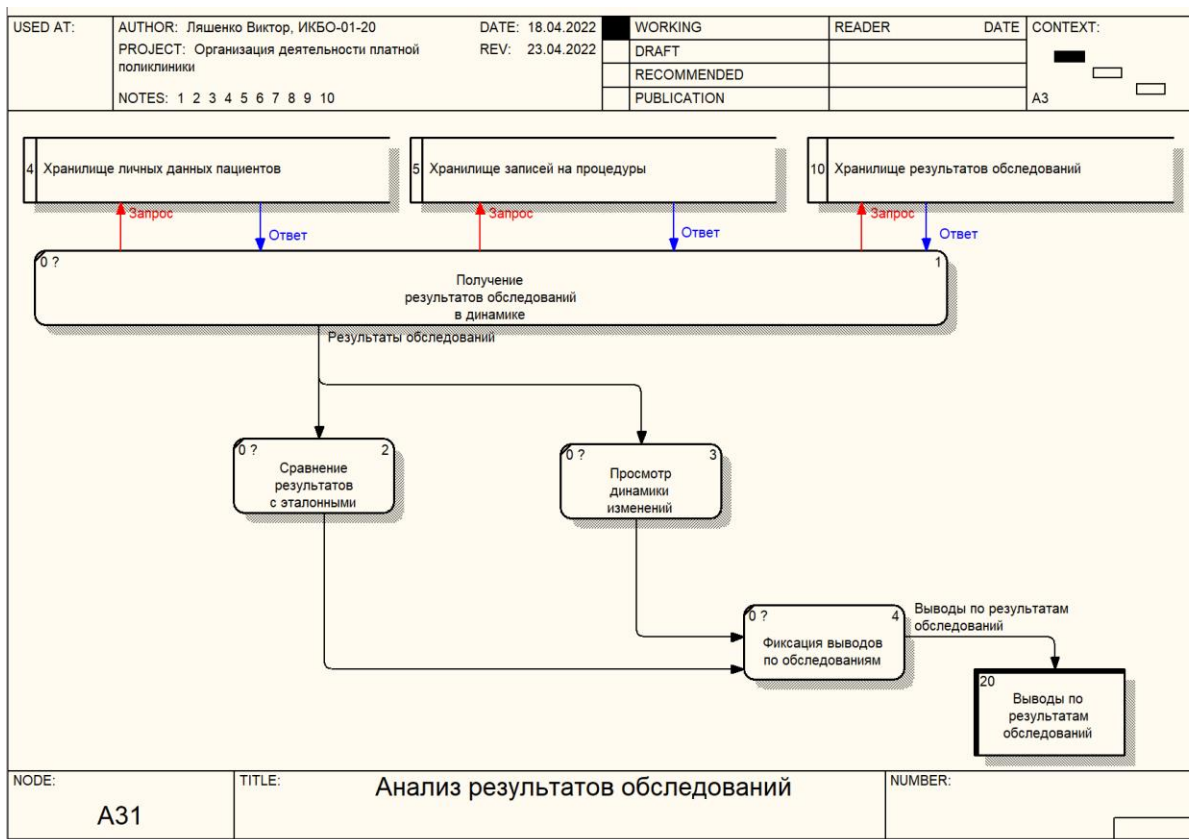 USED AT:
AUTHOR: Ляшенко Виктор, ИКБО-01-20
DATE: 18.04.2022
PROJECT: Организация деятельности платной
поликлиники
REV: 23.04.2022
NOTES: 1 2 3 4 5 6 7 8 9 10
WORKING
DRAFT
RECOMMENDED
PUBLICATION
READER
DATE
CONTEXT:
A3
4 Хранилище личных данных пациентов
5 Хранилище записей на процедуры
10 Хранилище результатов обследований
Запрос
Ответ
Запрос
Ответ
Запрос
Ответ
0 ?
1
Получение
результатов обследований
в динамике
Результаты обследований
0 ?
2
Сравнение
результатов
с эталонными
0 ?
3
Просмотр
динамики
изменений
0 ?
4
Фиксация выводов
по обследованиям
Выводы по результатам
обследований
20
Выводы по
результатам
обследований
NODE:
A31
TITLE:
Анализ результатов обследований
NUMBER: